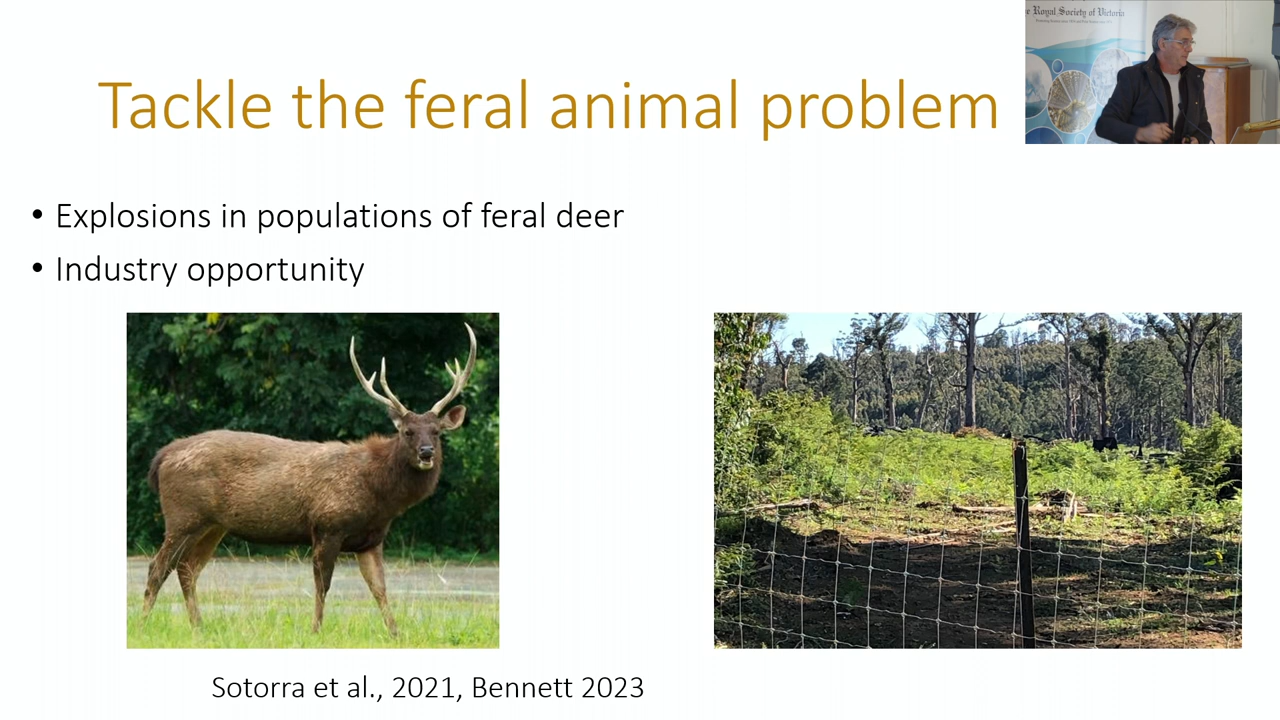 Tackle the feral animal problem
Royal Society of Victoria
• Explosions in populations of feral deer
• Industry opportunity
Sotorra et al., 2021, Bennett 2023